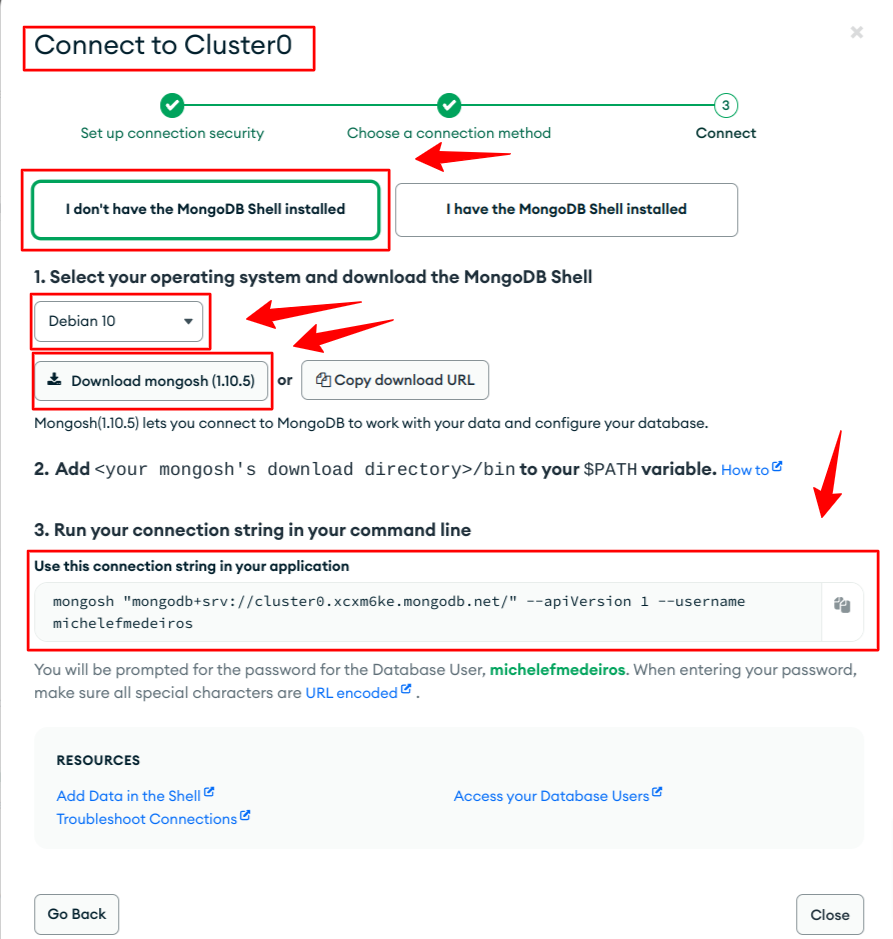 Connect to Cluster0
3
Set up connection security
Choose a connection method
Connect
I don't have the MongoDB Shell installed
I have the MongoDB Shell installed
1. Select your operating system and download the MongoDB Shell
Debian 10
Download mongosh (1.10.5)
or
Copy download URL
Mongosh(1.10.5) lets you connect to MongoDB to work with your data and configure your database.
2. Add <your mongosh's download directory>/bin to your $PATH variable. How to
3. Run your connection string in your command line
Use this connection string in your application
mongosh "mongodb+srv://cluster0.xcxm6ke.mongodb.net/" --apiVersion 1 --username
michelefmedeiros
You will be prompted for the password for the Database User, michelefmedeiros. When entering your password,
make sure all special characters are URL encoded .
RESOURCES
Add Data in the Shell
Access your Database Users
Troubleshoot Connections
Go Back
Close